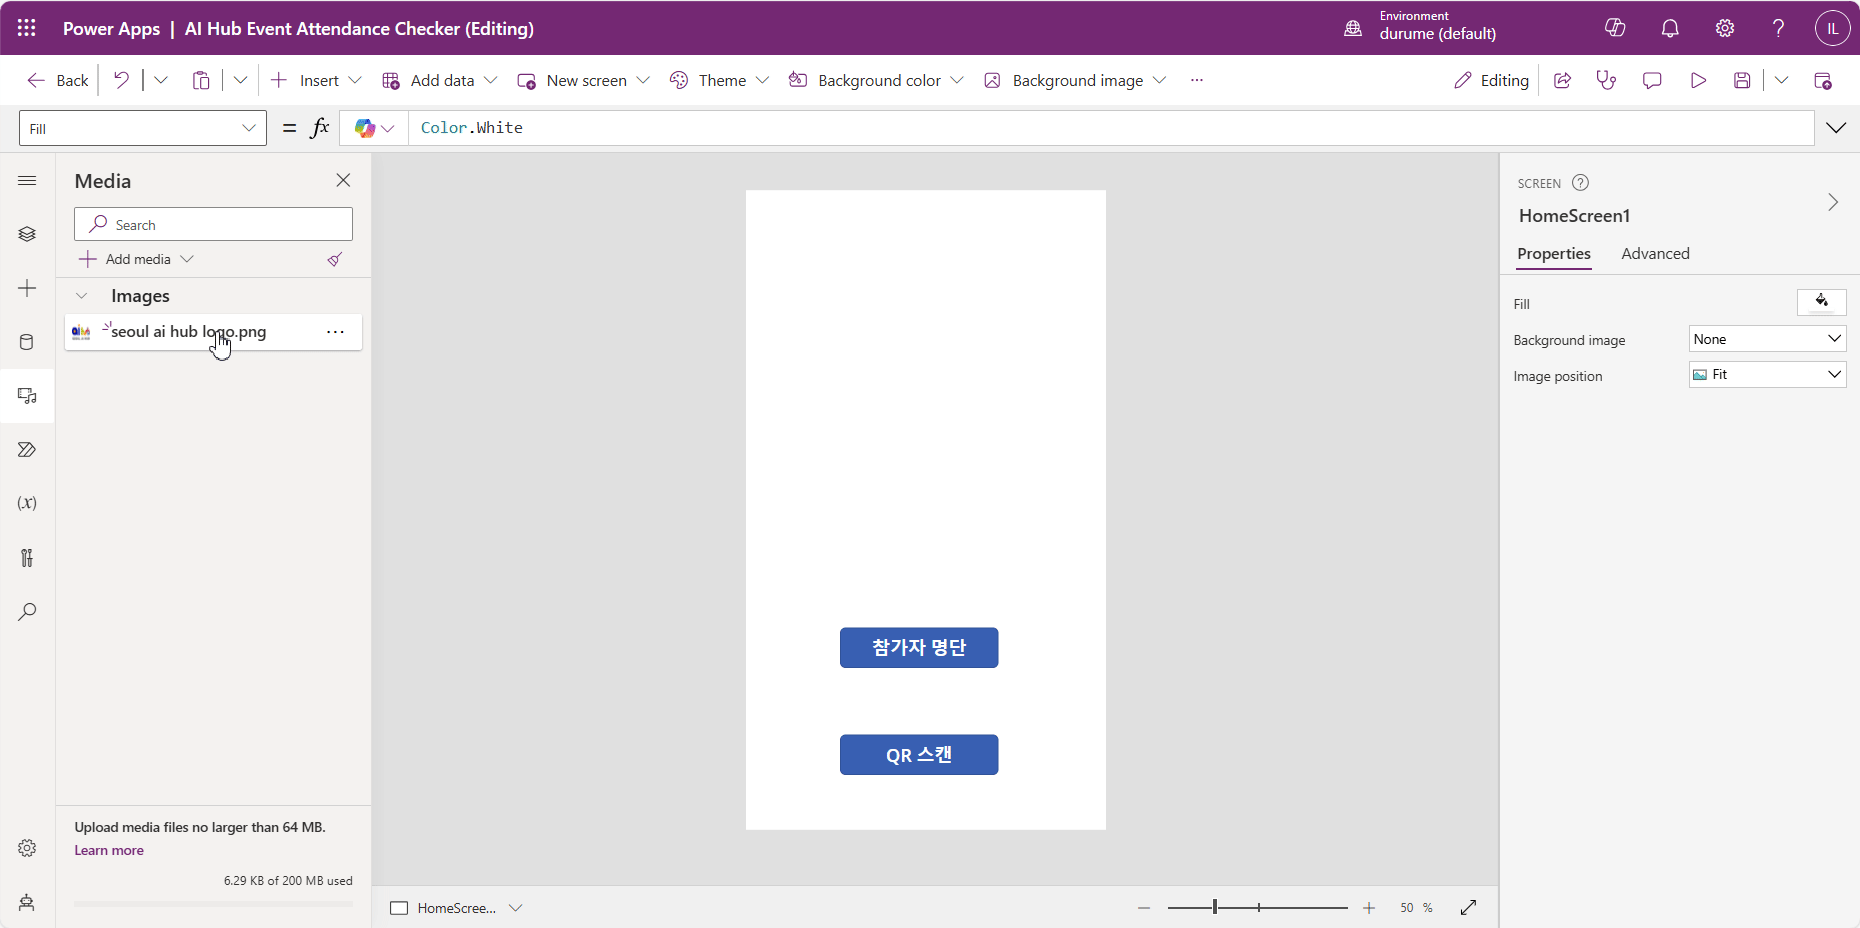 Power Apps | AI Hub Event Attendance Checker (Editing)
Environment
durume (default)
IL
Back
Insert
Add data
New screen
Theme
Background color
Background image
...
Editing
Fill
= fx
Color.White
Media
Search
Add media
Images
seoul ai hub logo.png
...
(x)
Upload media files no larger than 64 MB.
Learn more
6.29 KB of 200 MB used
참가자 명단
QR 스캔
HomeScree...
50 %
SCREEN
HomeScreen1
Properties
Advanced
Fill
Background image
None
Image position
Fit